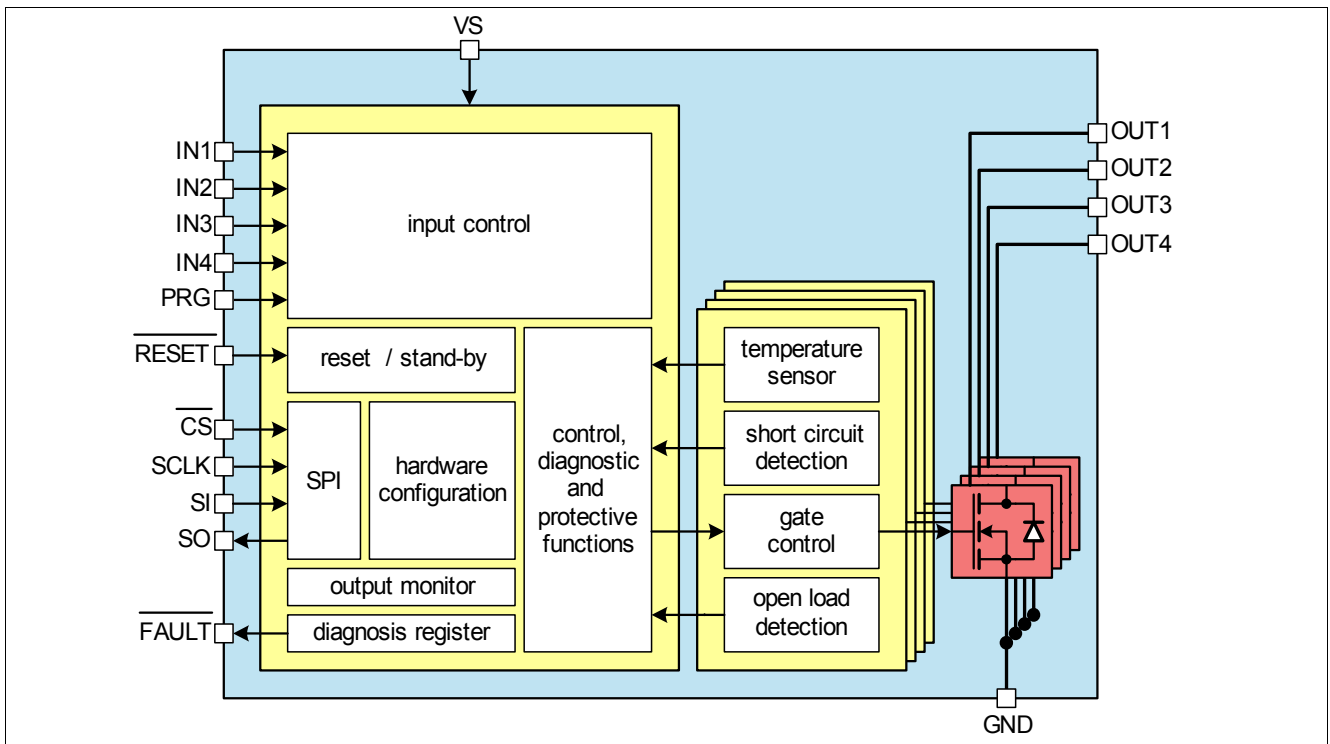 VS
IN1
IN2
IN3
IN4
PRG
RESET
CS
SCLK
SI
SO
FAULT
input control
reset / stand-by
SPI
hardware
configuration
output monitor
diagnosis register
control,
diagnostic
and
protective
functions
temperature
sensor
short circuit
detection
gate
control
open load
detection
OUT1
OUT2
OUT3
OUT4
GND